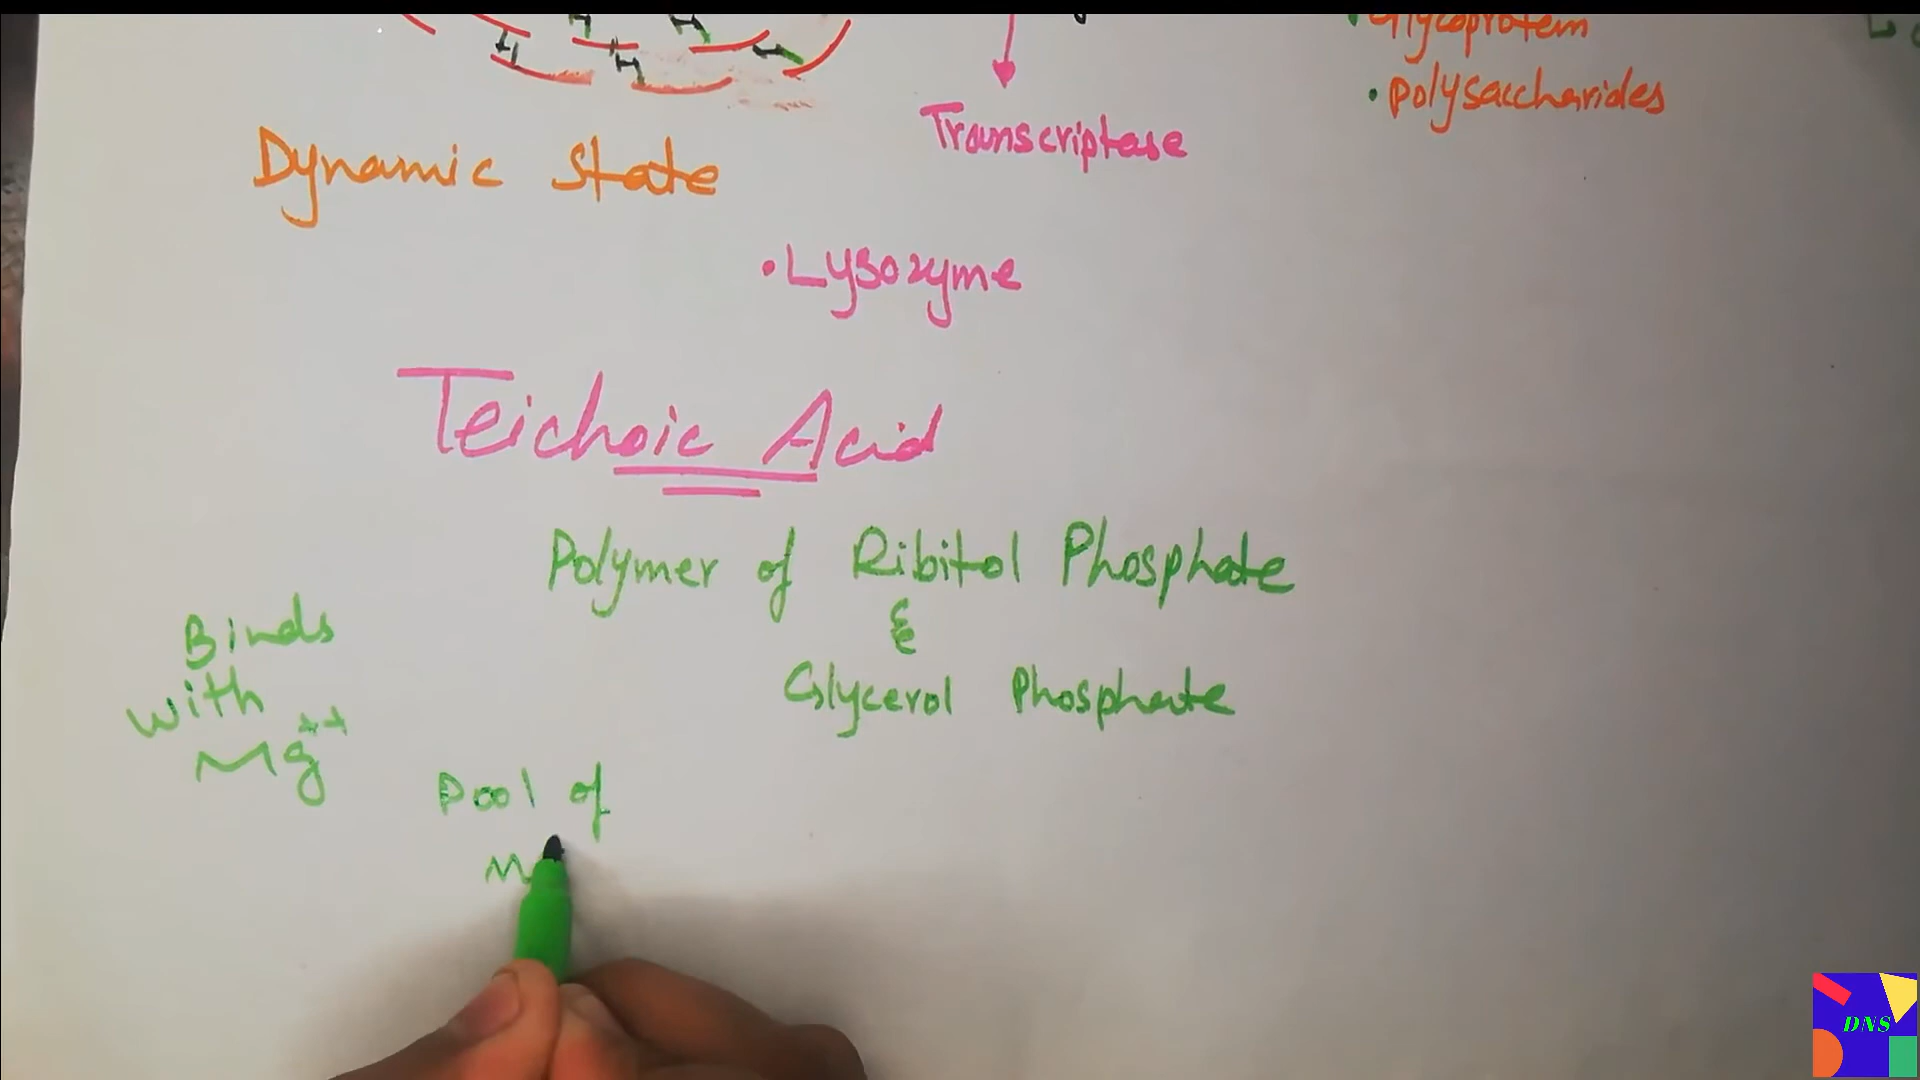 Glycoprotein
• Polysaccharides
Transcriptase
Dynamic State
• Lysozyme
Teichoic Acid
Polymer of Ribitol Phosphate
&
Glycerol Phosphate
Binds
with
Mg++
Pool of
M
DNS